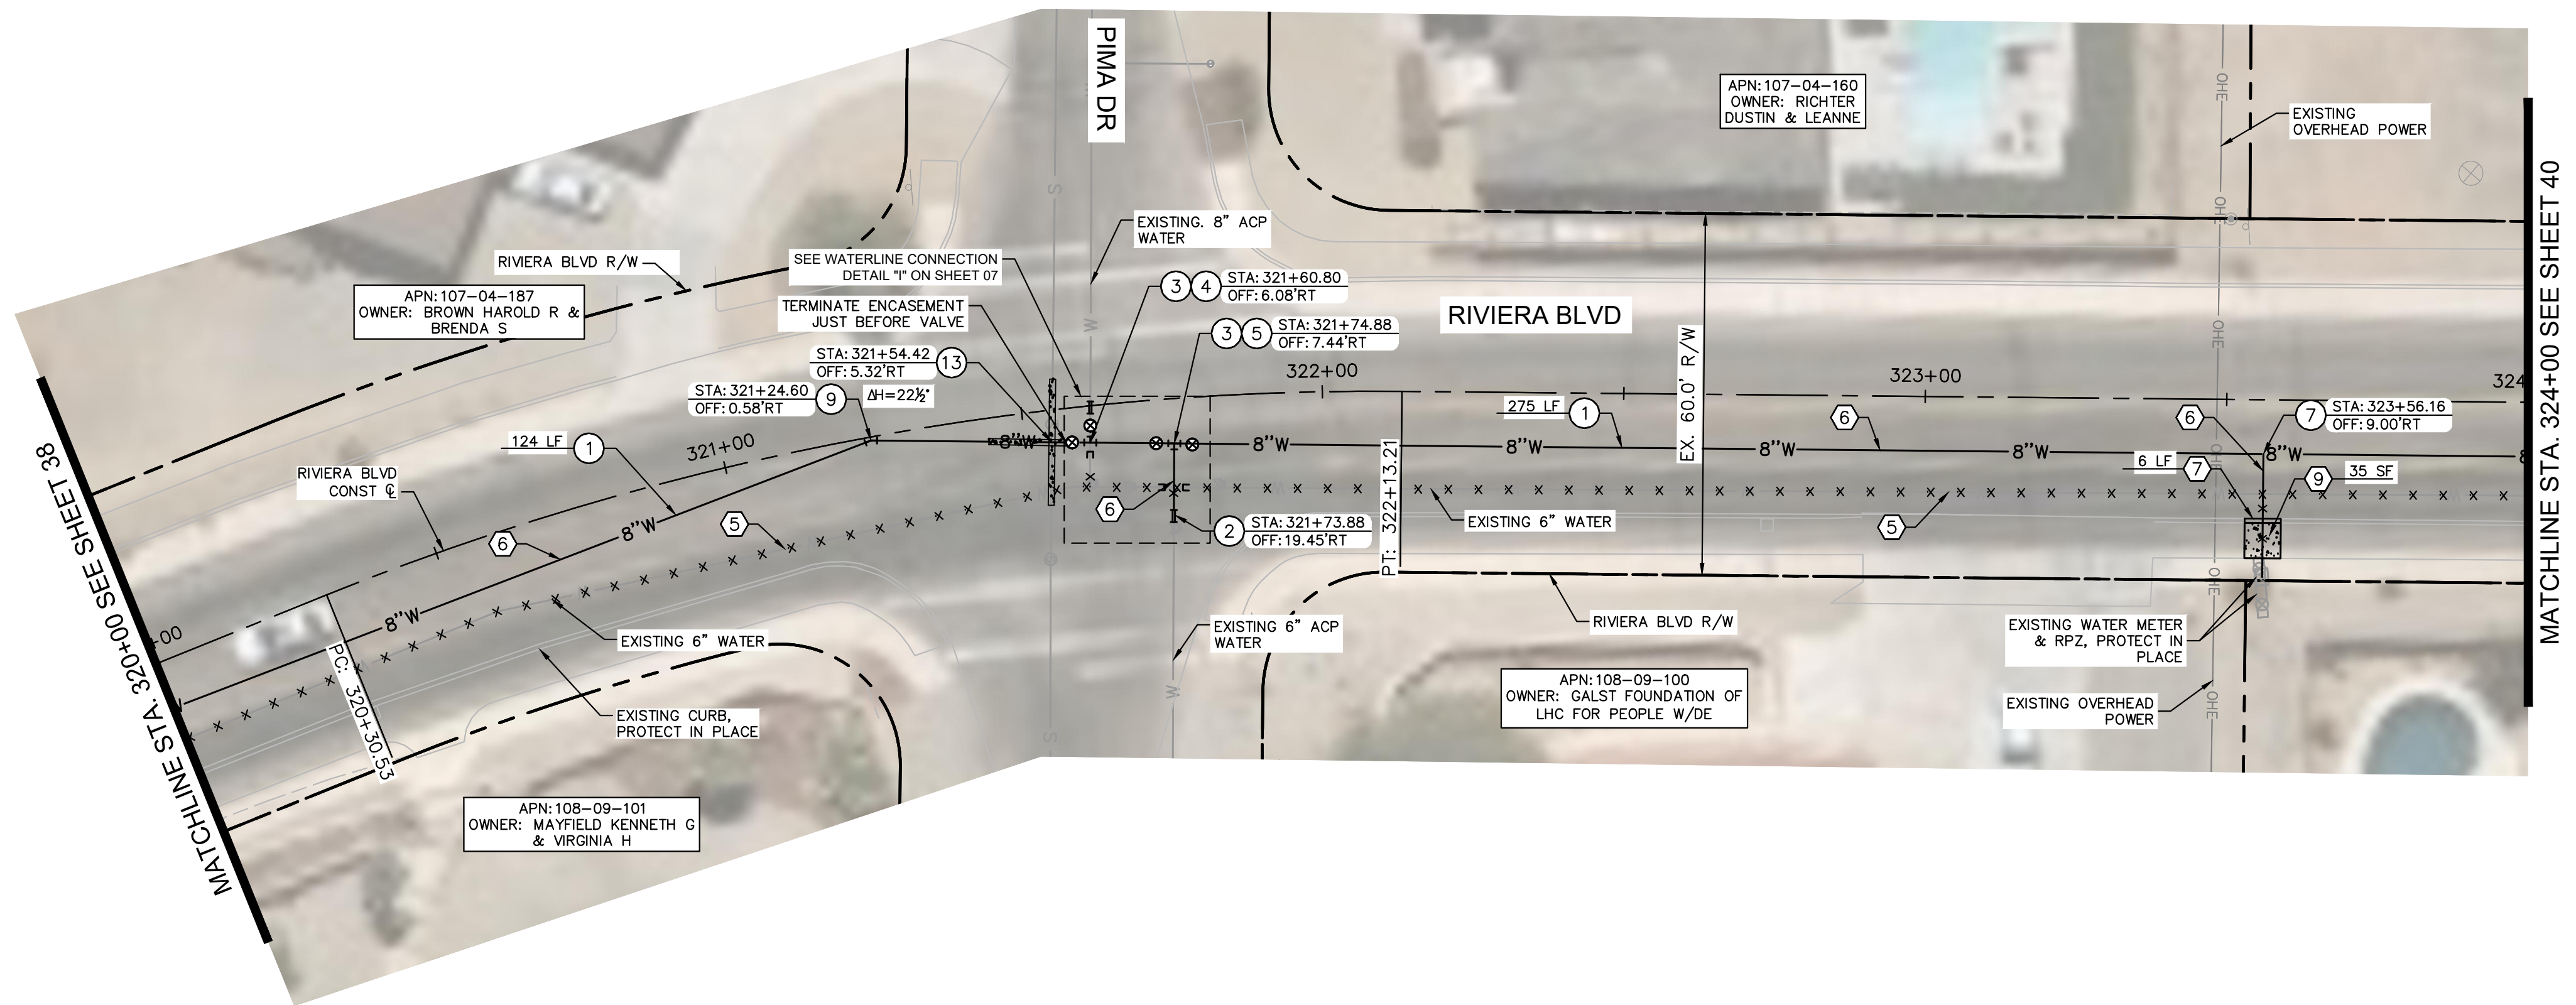 PIMA DR
APN: 107-04-160
OWNER: RICHTER
DUSTIN & LEANNE
OHE
EXISTING
OVERHEAD POWER
OHE
OHE
OHE
OHE
OHE
OHE
MATCHLINE STA. 324+00 SEE SHEET 40
S
EXISTING. 8" ACP
WATER
W
RIVIERA BLVD R/W
SEE WATERLINE CONNECTION
DETAIL "I" ON SHEET 07
APN: 107-04-187
OWNER: BROWN HAROLD R &
BRENDA S
TERMINATE ENCASEMENT
JUST BEFORE VALVE
3 4 STA: 321+60.80
OFF: 6.08'RT
3 5 STA: 321+74.88
OFF: 7.44'RT
RIVIERA BLVD
EX. 60.0' R/W
STA: 321+54.42
OFF: 5.32'RT
13
STA: 321+24.60
OFF: 0.58'RT
9
ΔH=22½°
322+00
323+00
324
275 LF 1
6
6
7 STA: 323+56.16
OFF: 9.00'RT
124 LF 1
321+00
8"W
8"W
8"W
8"W
8"W
8"W
8
6 LF 7
9 35 SF
RIVIERA BLVD
CONST ℄
PT: 322+13.21
MATCHLINE STA. 320+00 SEE SHEET 38
5
6
8"W
6
2 STA: 321+73.88
OFF: 19.45'RT
EXISTING 6" WATER
5
+00
8"W
PC: 320+30.53
EXISTING 6" WATER
EXISTING 6" ACP
WATER
RIVIERA BLVD R/W
EXISTING WATER METER
& RPZ, PROTECT IN
PLACE
W
S
EXISTING CURB,
PROTECT IN PLACE
APN: 108-09-100
OWNER: GALST FOUNDATION OF
LHC FOR PEOPLE W/DE
EXISTING OVERHEAD
POWER
APN: 108-09-101
OWNER: MAYFIELD KENNETH G
& VIRGINIA H